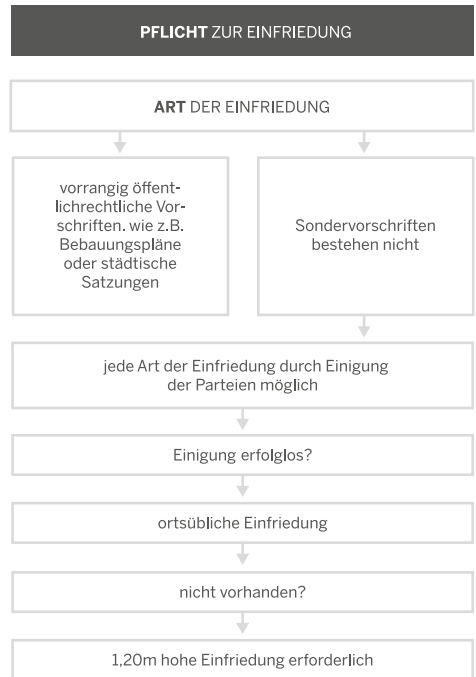 PFLICHT ZUR EINFRIEDUNG
ART DER EINFRIEDUNG
vorrangig öffent-
lichrechtliche Vor-
schriften. wie z.B.
Bebauungspläne
oder städtische
Satzungen
Sondervorschriften
bestehen nicht
jede Art der Einfriedung durch Einigung
der Parteien möglich
Einigung erfolglos?
ortsübliche Einfriedung
nicht vorhanden?
1,20m hohe Einfriedung erforderlich